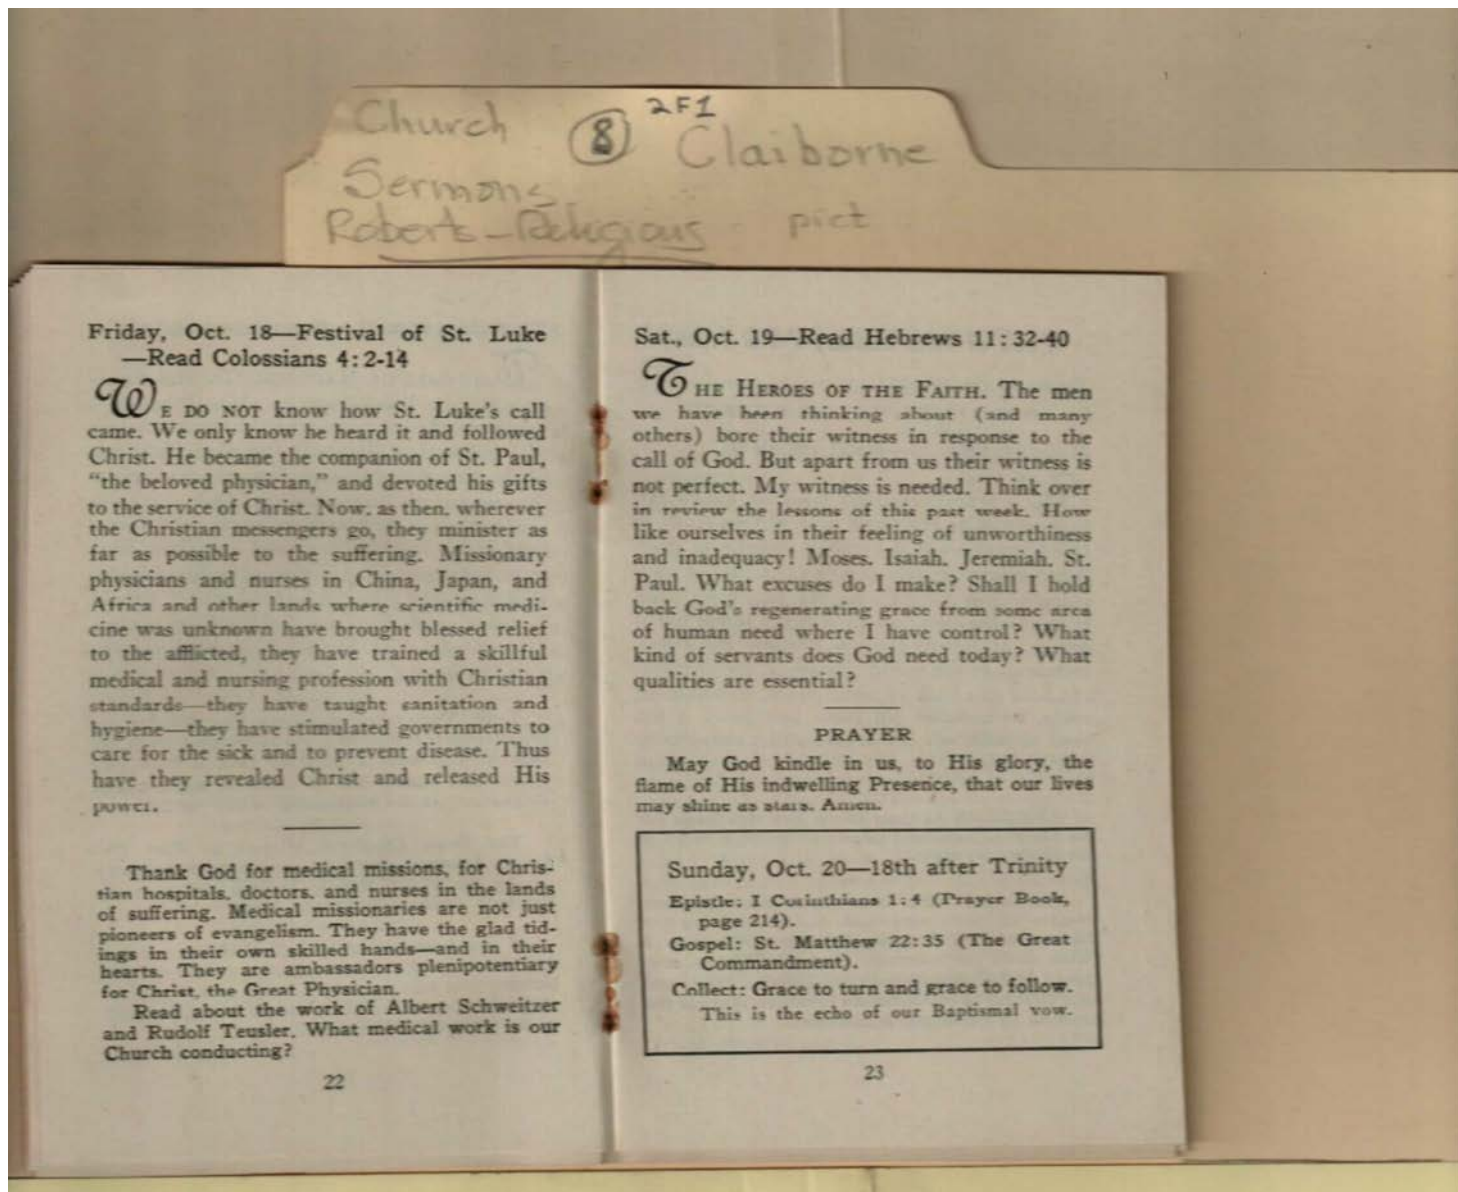 Church
8
2F1
Claiborne
Sermons
Roberts - Religious
pict
Friday, Oct. 18—Festival of St. Luke
—Read Colossians 4:2-14
WE DO NOT know how St. Luke's call
came. We only know he heard it and followed
Christ. He became the companion of St. Paul,
"the beloved physician," and devoted his gifts
to the service of Christ. Now, as then, wherever
the Christian messengers go, they minister as
far as possible to the suffering. Missionary
physicians and nurses in China, Japan, and
Africa and other lands where scientific medi-
cine was unknown have brought blessed relief
to the afflicted, they have trained a skillful
medical and nursing profession with Christian
standards—they have taught sanitation and
hygiene—they have stimulated governments to
care for the sick and to prevent disease. Thus
have they revealed Christ and released His
power.
Thank God for medical missions, for Chris-
tian hospitals, doctors, and nurses in the lands
of suffering. Medical missionaries are not just
pioneers of evangelism. They have the glad tid-
ings in their own skilled hands—and in their
hearts. They are ambassadors plenipotentiary
for Christ, the Great Physician.
Read about the work of Albert Schweitzer
and Rudolf Teusler. What medical work is our
Church conducting?
22
Sat., Oct. 19—Read Hebrews 11:32-40
THE HEROES OF THE FAITH. The men
we have been thinking about (and many
others) bore their witness in response to the
call of God. But apart from us their witness is
not perfect. My witness is needed. Think over
in review the lessons of this past week. How
like ourselves in their feeling of unworthiness
and inadequacy! Moses, Isaiah, Jeremiah, St.
Paul. What excuses do I make? Shall I hold
back God's regenerating grace from some area
of human need where I have control? What
kind of servants does God need today? What
qualities are essential?
PRAYER
May God kindle in us, to His glory, the
flame of His indwelling Presence, that our lives
may shine as stars. Amen.
Sunday, Oct. 20—18th after Trinity
Epistle: I Corinthians 1:4 (Prayer Book,
page 214).
Gospel: St. Matthew 22:35 (The Great
Commandment).
Collect: Grace to turn and grace to follow.
This is the echo of our Baptismal vow.
23